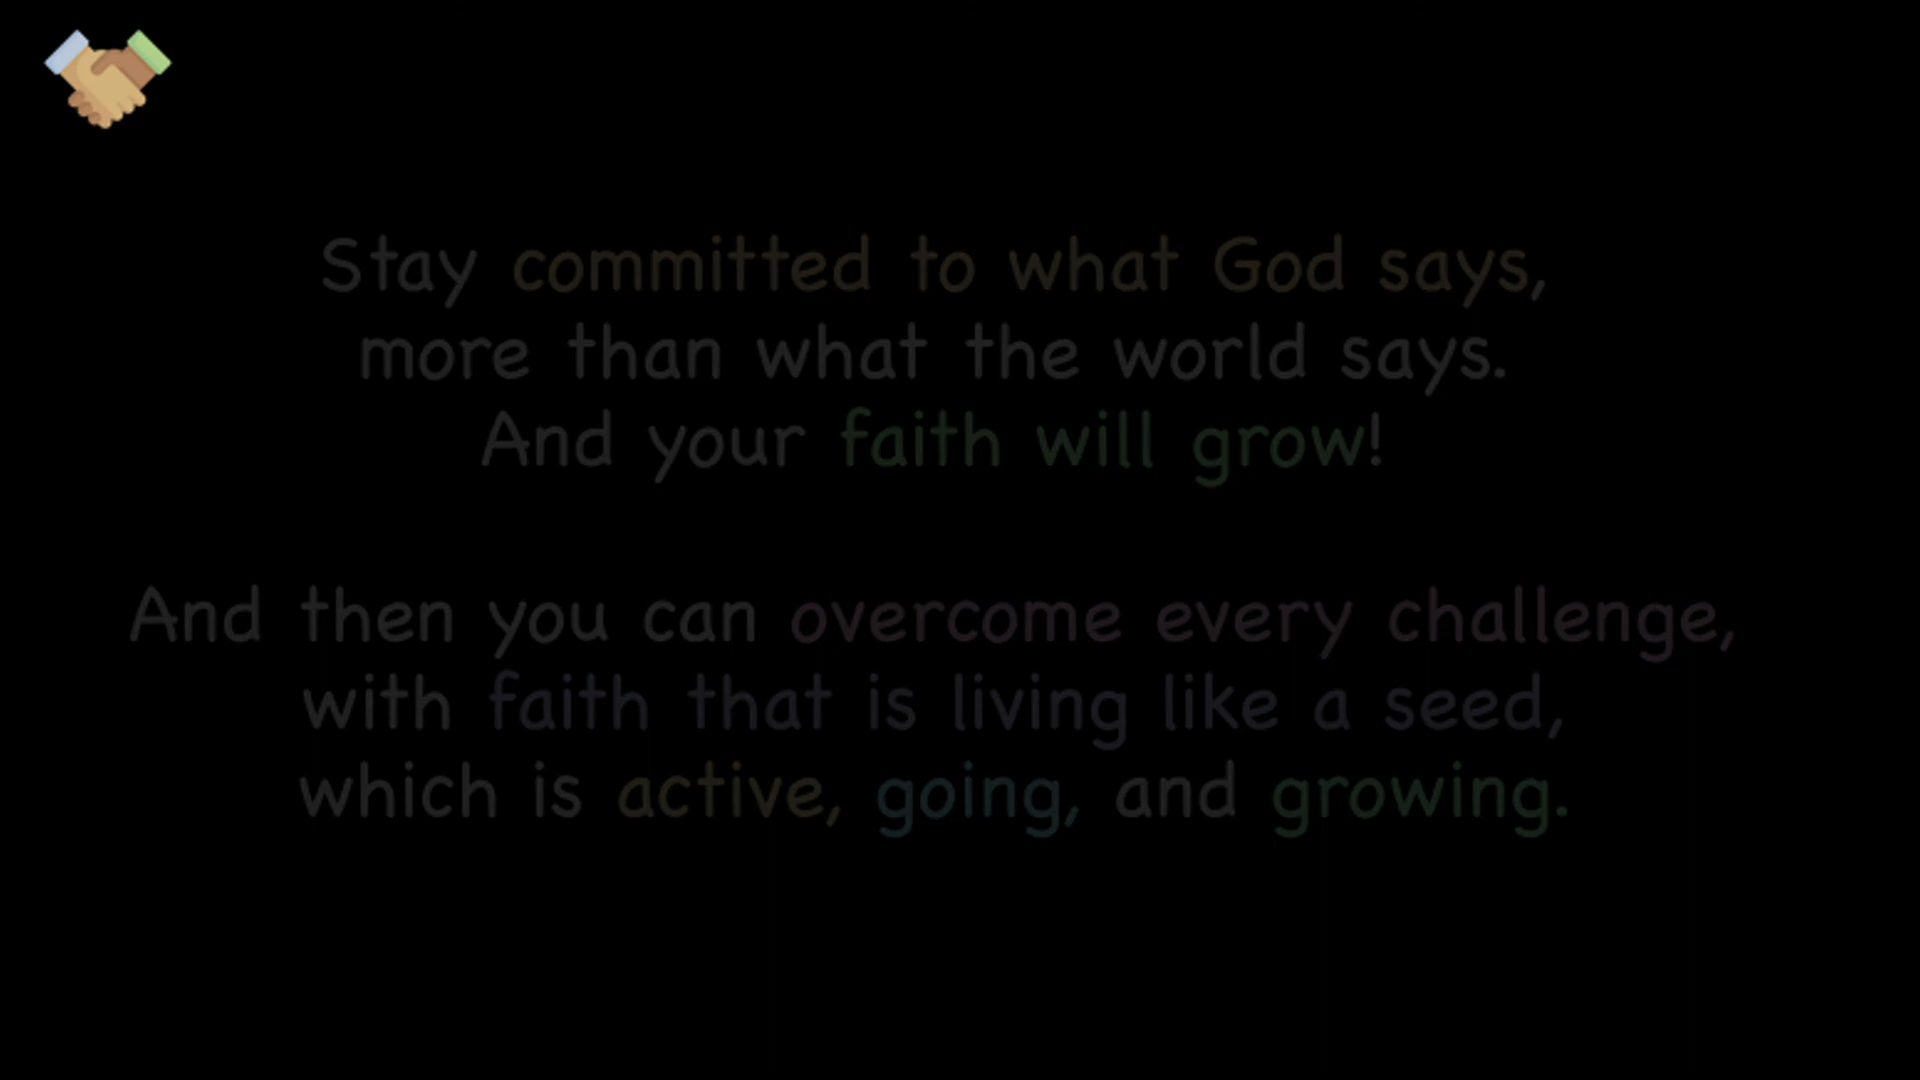 Stay committed to what God says,
more than what the world says.
And your faith will grow!
And then you can overcome every challenge,
with faith that is living like a seed,
which is active, going, and growing.